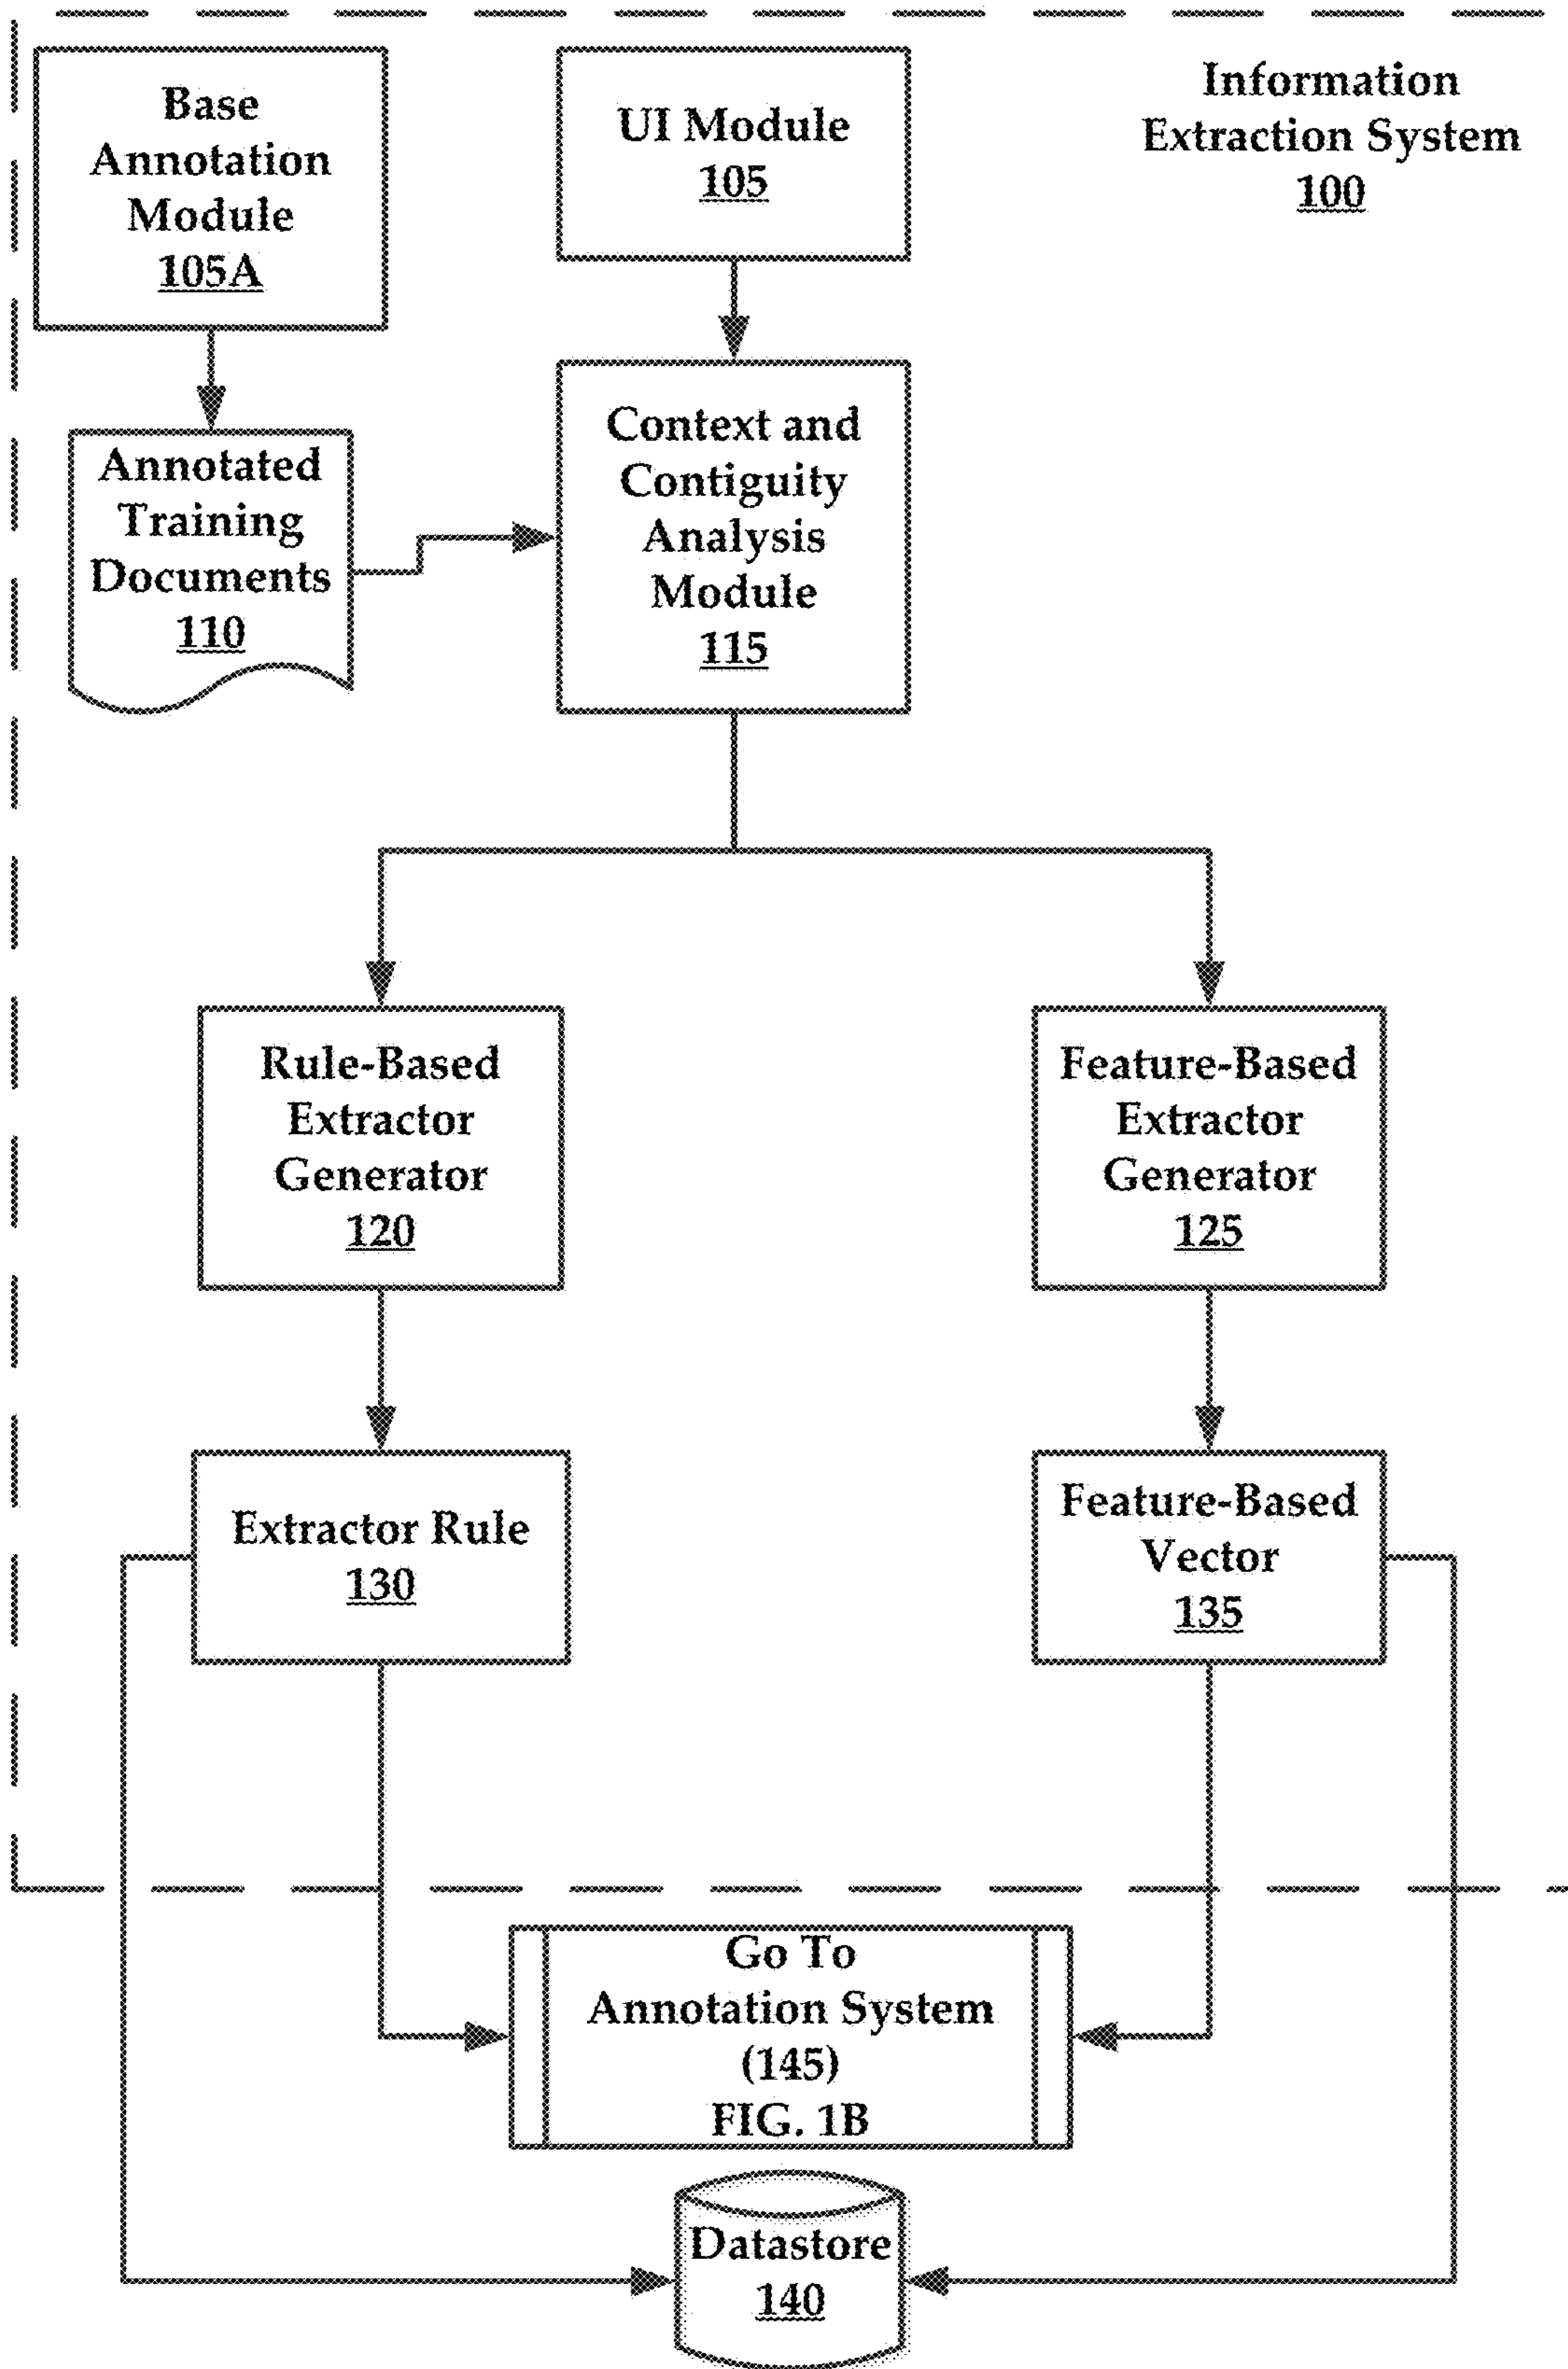 Base
Annotation
Module
105A
UI Module
105
Information
Extraction System
100
Annotated
Training
Documents
110
Context and
Contiguity
Analysis
Module
115
Rule-Based
Extractor
Generator
120
Feature-Based
Extractor
Generator
125
Extractor Rule
130
Feature-Based
Vector
135
Go To
Annotation System
(145)
FIG. 1B
Datastore
140